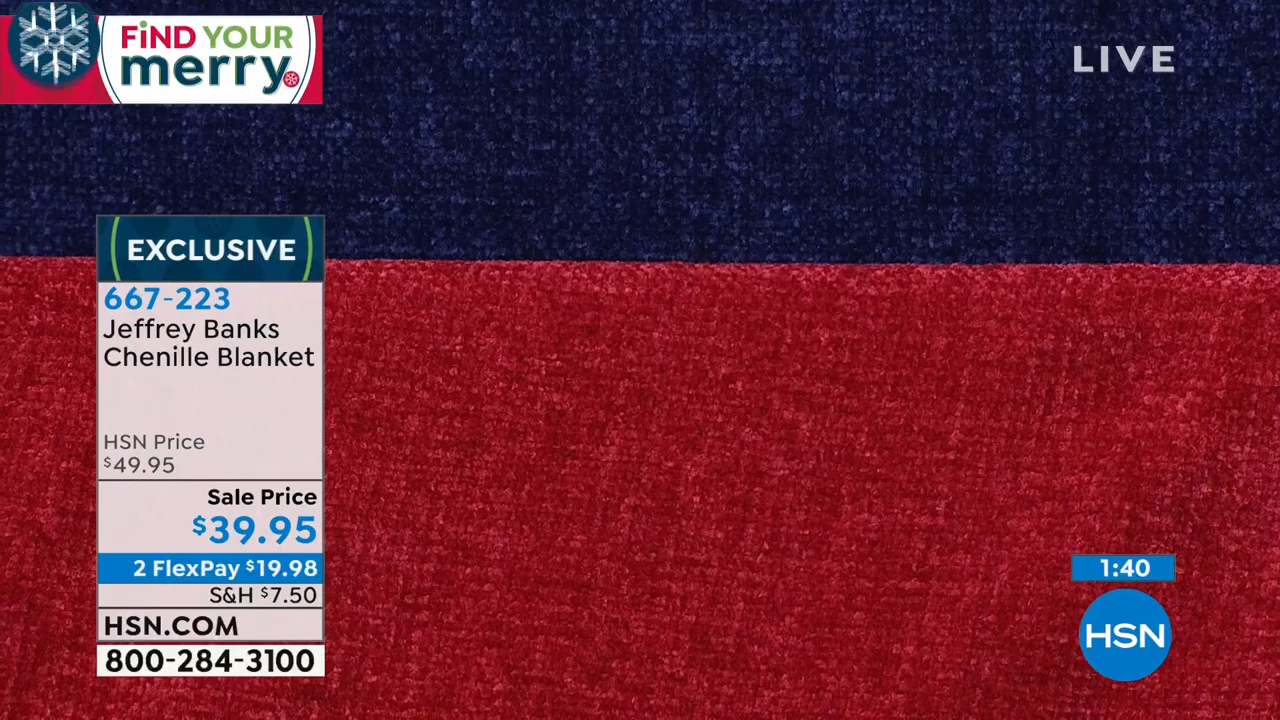 FiND YOUR
merry.
LIVE
EXCLUSIVE
667-223
Jeffrey Banks
Chenille Blanket
HSN Price
$49.95
Sale Price
$39.95
2 FlexPay $19.98
S&H $7.50
HSN.COM
800-284-3100
1:40
HSN